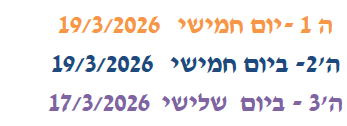 ה 1 -יום חמישי 19/3/2026
ה'2- ביום חמישי 19/3/2026
ה'3 - ביום שלישי 17/3/2026